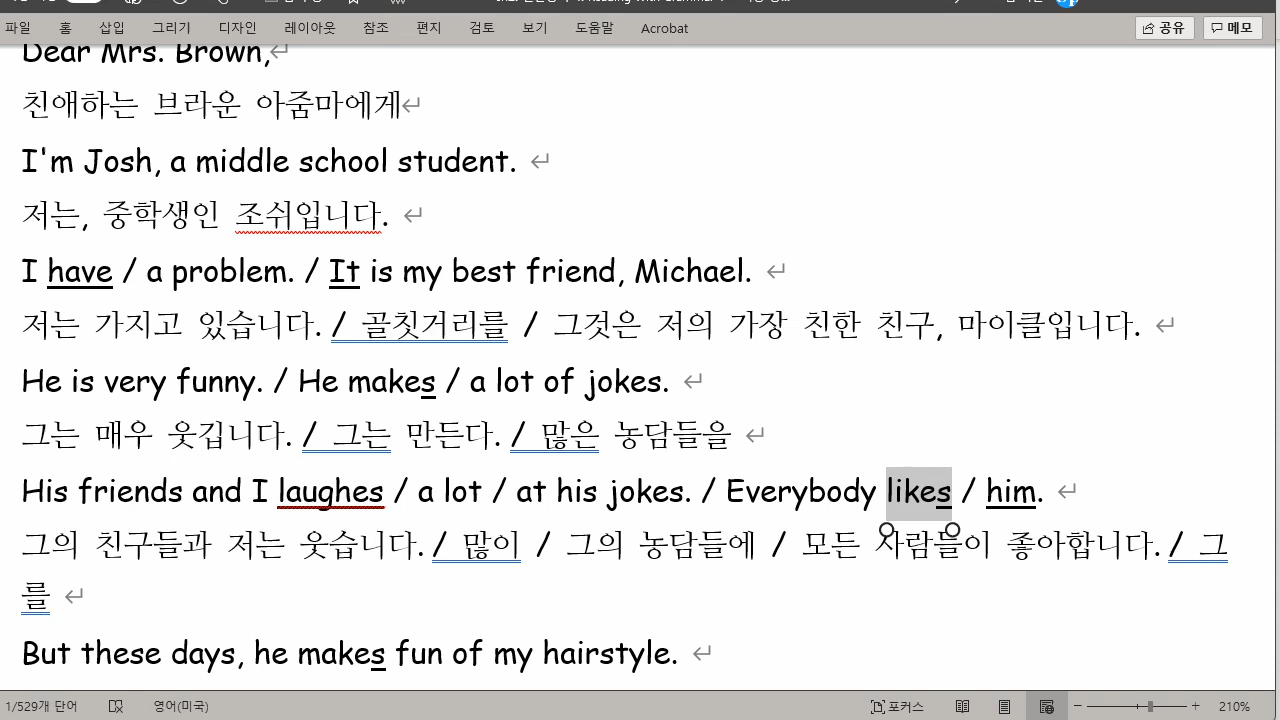 파일 홈 삽입 그리기 디자인 레이아웃 참조 편지 검토 보기 도움말 Acrobat 공유 메모
Dear Mrs. Brown,↵
친애하는 브라운 아줌마에게↵
I'm Josh, a middle school student. ↵
저는, 중학생인 조쉬입니다. ↵
I have / a problem. / It is my best friend, Michael. ↵
저는 가지고 있습니다. / 골칫거리를 / 그것은 저의 가장 친한 친구, 마이클입니다. ↵
He is very funny. / He makes / a lot of jokes. ↵
그는 매우 웃깁니다. / 그는 만든다. / 많은 농담들을 ↵
His friends and I laughes / a lot / at his jokes. / Everybody likes / him. ↵
그의 친구들과 저는 웃습니다. / 많이 / 그의 농담들에 / 모든 사람들이 좋아합니다. / 그
를 ↵
But these days, he makes fun of my hairstyle. ↵
1/529개 단어 영어(미국) 포커스 210%